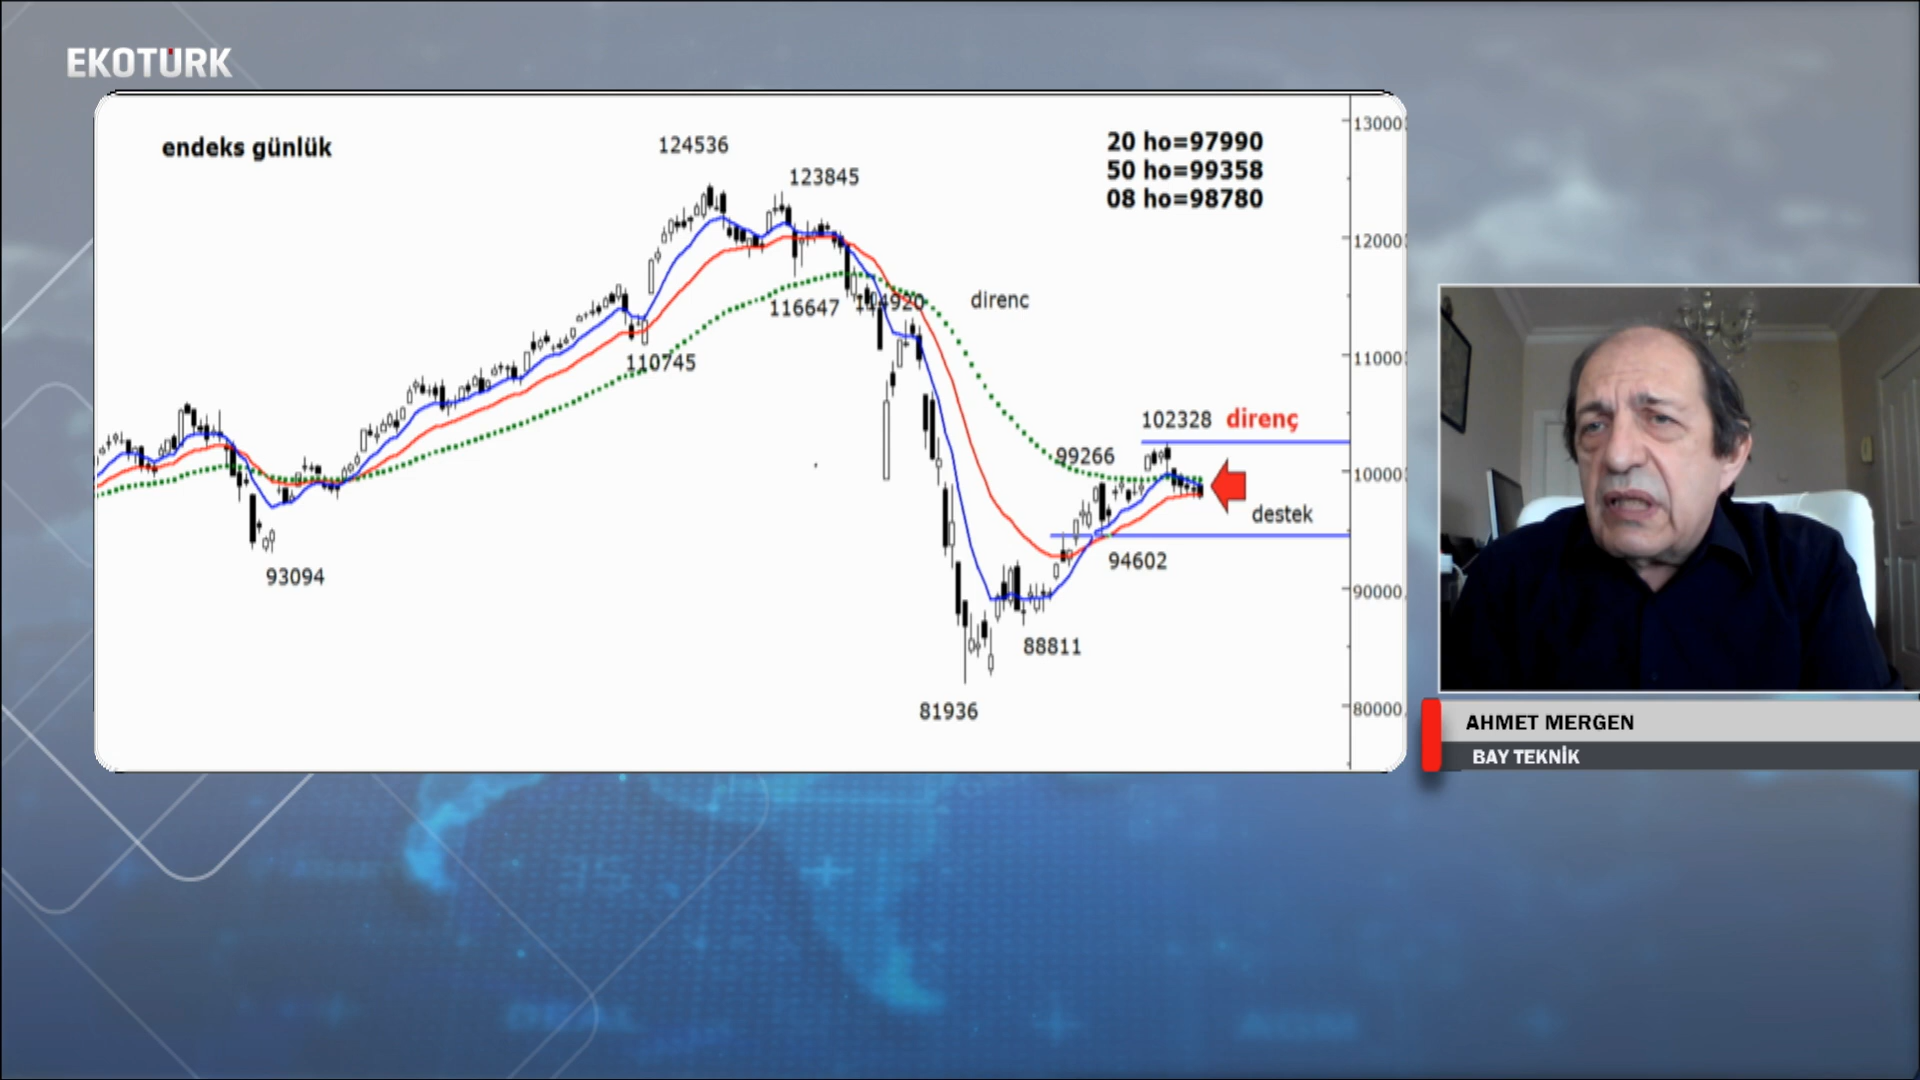 EKOTÜRK
endeks günlük
124536
123845
20 ho=97990
50 ho=99358
08 ho=98780
130000
120000
116647
114920
direnc
110745
110000
102328 direnç
99266
100000
destek
94602
93094
90000,
88811
81936
80000,
AHMET MERGEN
BAY TEKNİK